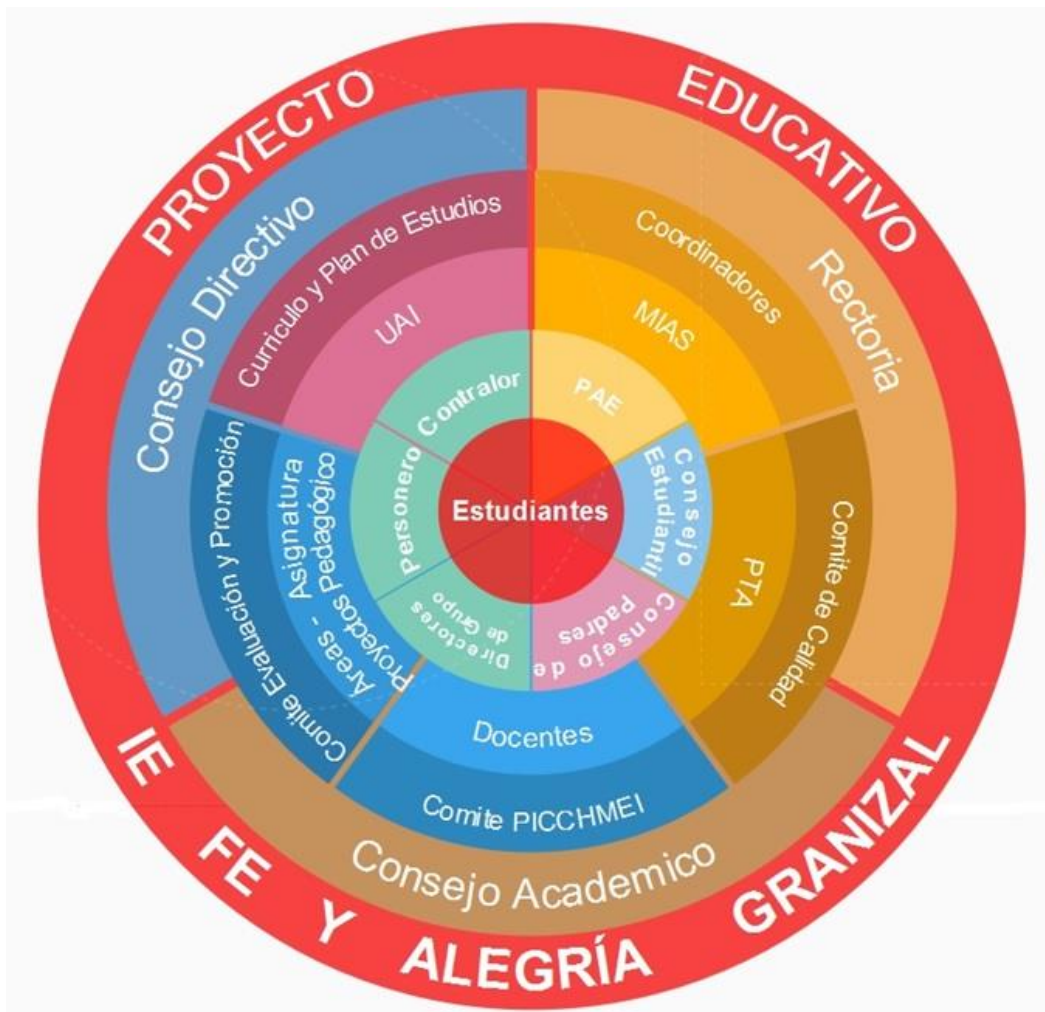 PROYECTO
EDUCATIVO
IE FE Y ALEGRÍA GRANIZAL
Consejo Directivo
Rectoria
Consejo Academico
Curriculo y Plan de Estudios
Coordinadores
Comite de Calidad
Comite PICCHMEI
Comite Evaluación y Promoción
UAI
MIAS
PTA
Docentes
Areas - Asignatura
Proyectos Pedagógico
Contralor
PAE
Consejo
Estudiantil
Consejo de
Padres
Directores
de Grupo
Personero
Estudiantes